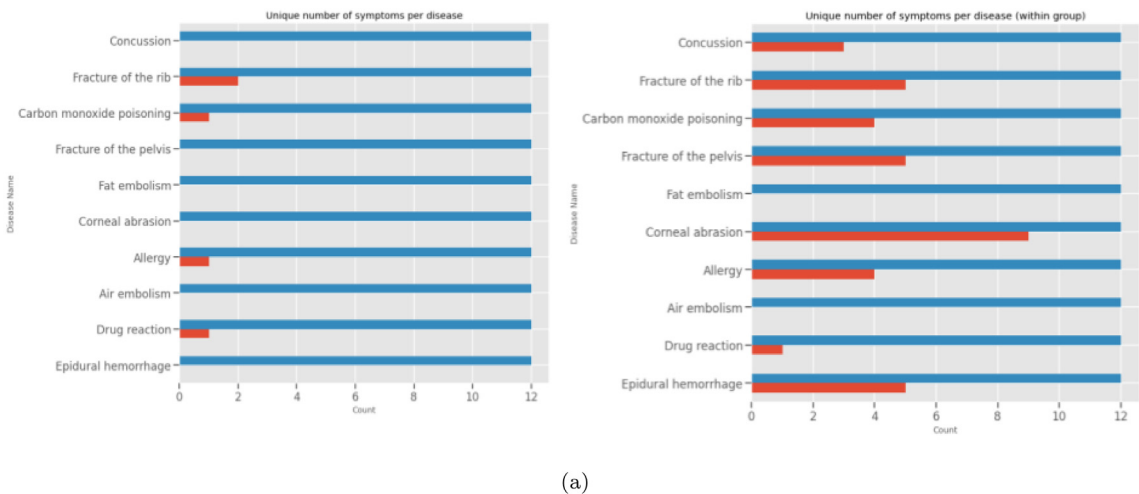 Unique number of symptoms per disease
Concussion
Fracture of the rib
Carbon monoxide poisoning
Fracture of the pelvis
Fat embolism
Corneal abrasion
Allergy
Air embolism
Drug reaction
Epidural hemorrhage
Disease Name
0 2 4 6 8 10 12
Count
Unique number of symptoms per disease (within group)
Concussion
Fracture of the rib
Carbon monoxide poisoning
Fracture of the pelvis
Fat embolism
Corneal abrasion
Allergy
Air embolism
Drug reaction
Epidural hemorrhage
Disease Name
0 2 4 6 8 10 12
Count
(a)